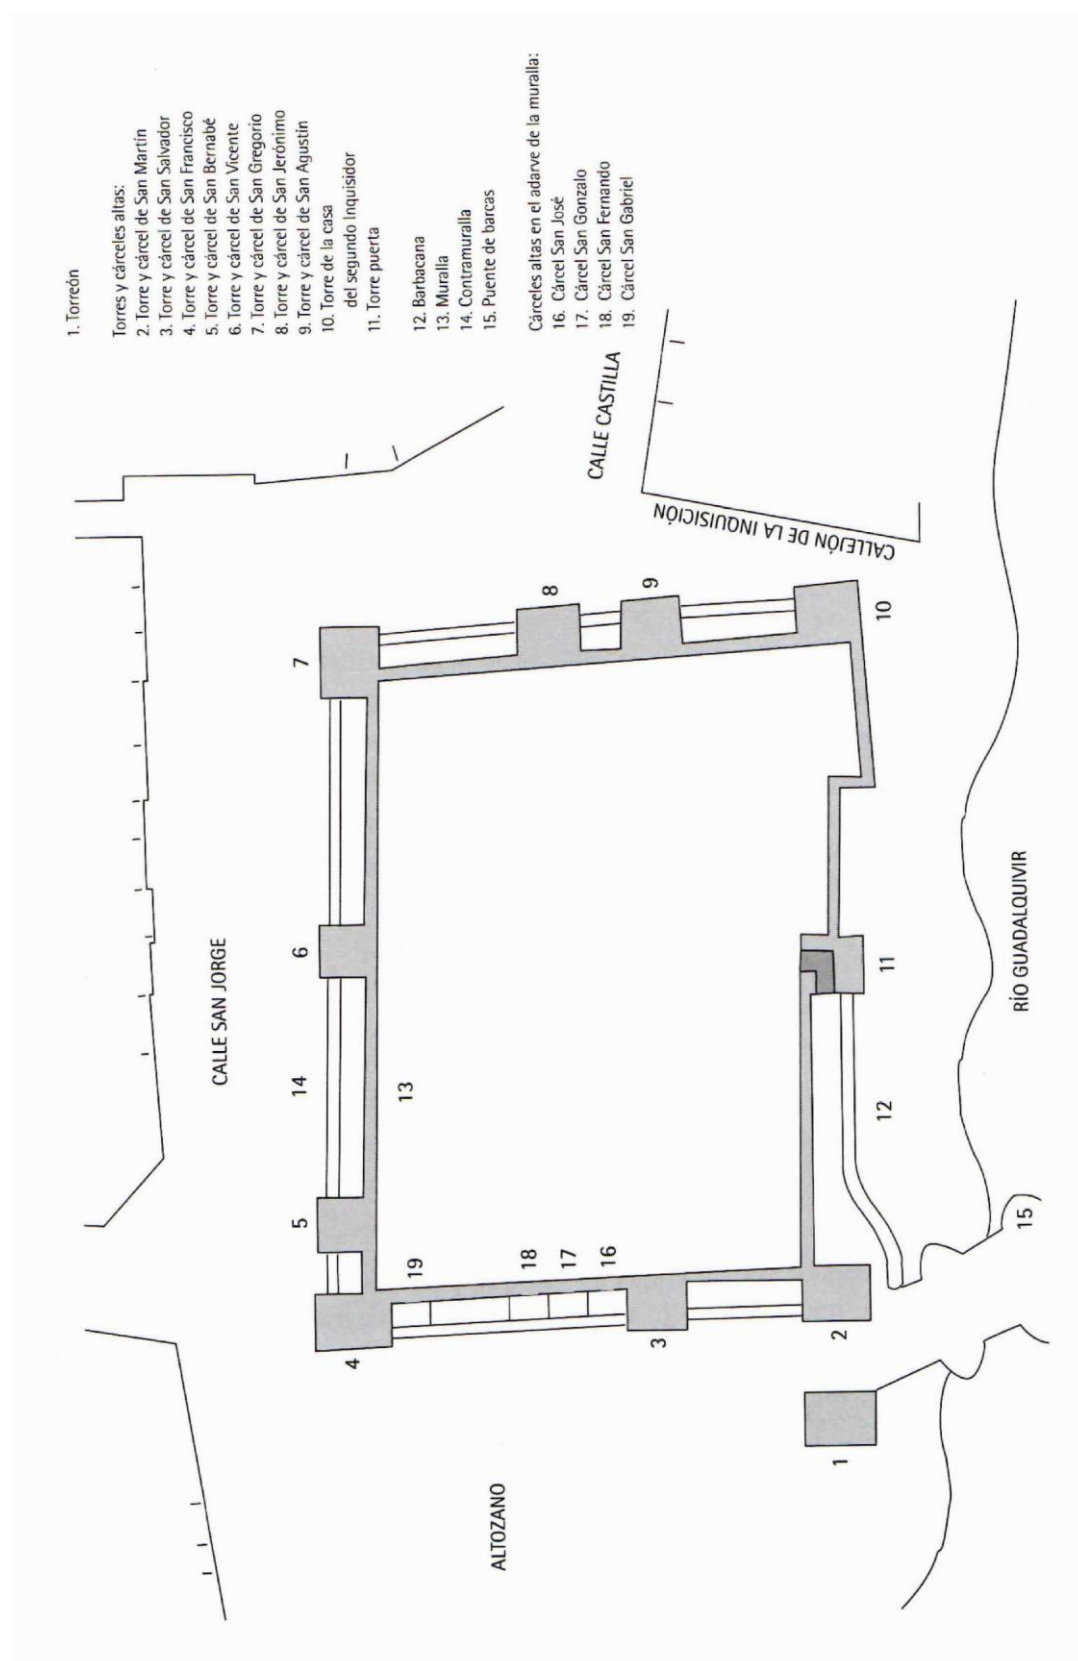 1. Torreón
Torres y cárceles altas:
2. Torre y cárcel de San Martín
3. Torre y cárcel de San Salvador
4. Torre y cárcel de San Francisco
5. Torre y cárcel de San Bernabé
6. Torre y cárcel de San Vicente
7. Torre y cárcel de San Gregorio
8. Torre y cárcel de San Jerónimo
9. Torre y cárcel de San Agustín
10. Torre de la casa
del segundo Inquisidor
11. Torre puerta
12. Barbacana
13. Muralla
14. Contramuralla
15. Puente de barcas
Cárceles altas en el adarve de la muralla:
16. Cárcel San José
17. Cárcel San Gonzalo
18. Cárcel San Fernando
19. Cárcel San Gabriel
CALLE SAN JORGE
CALLE CASTILLA
CALLEJÓN DE LA INQUISICIÓN
ALTOZANO
RÍO GUADALQUIVIR
4
5
14
6
7
13
19
18
17
16
8
9
3
2
1
12
11
10
15